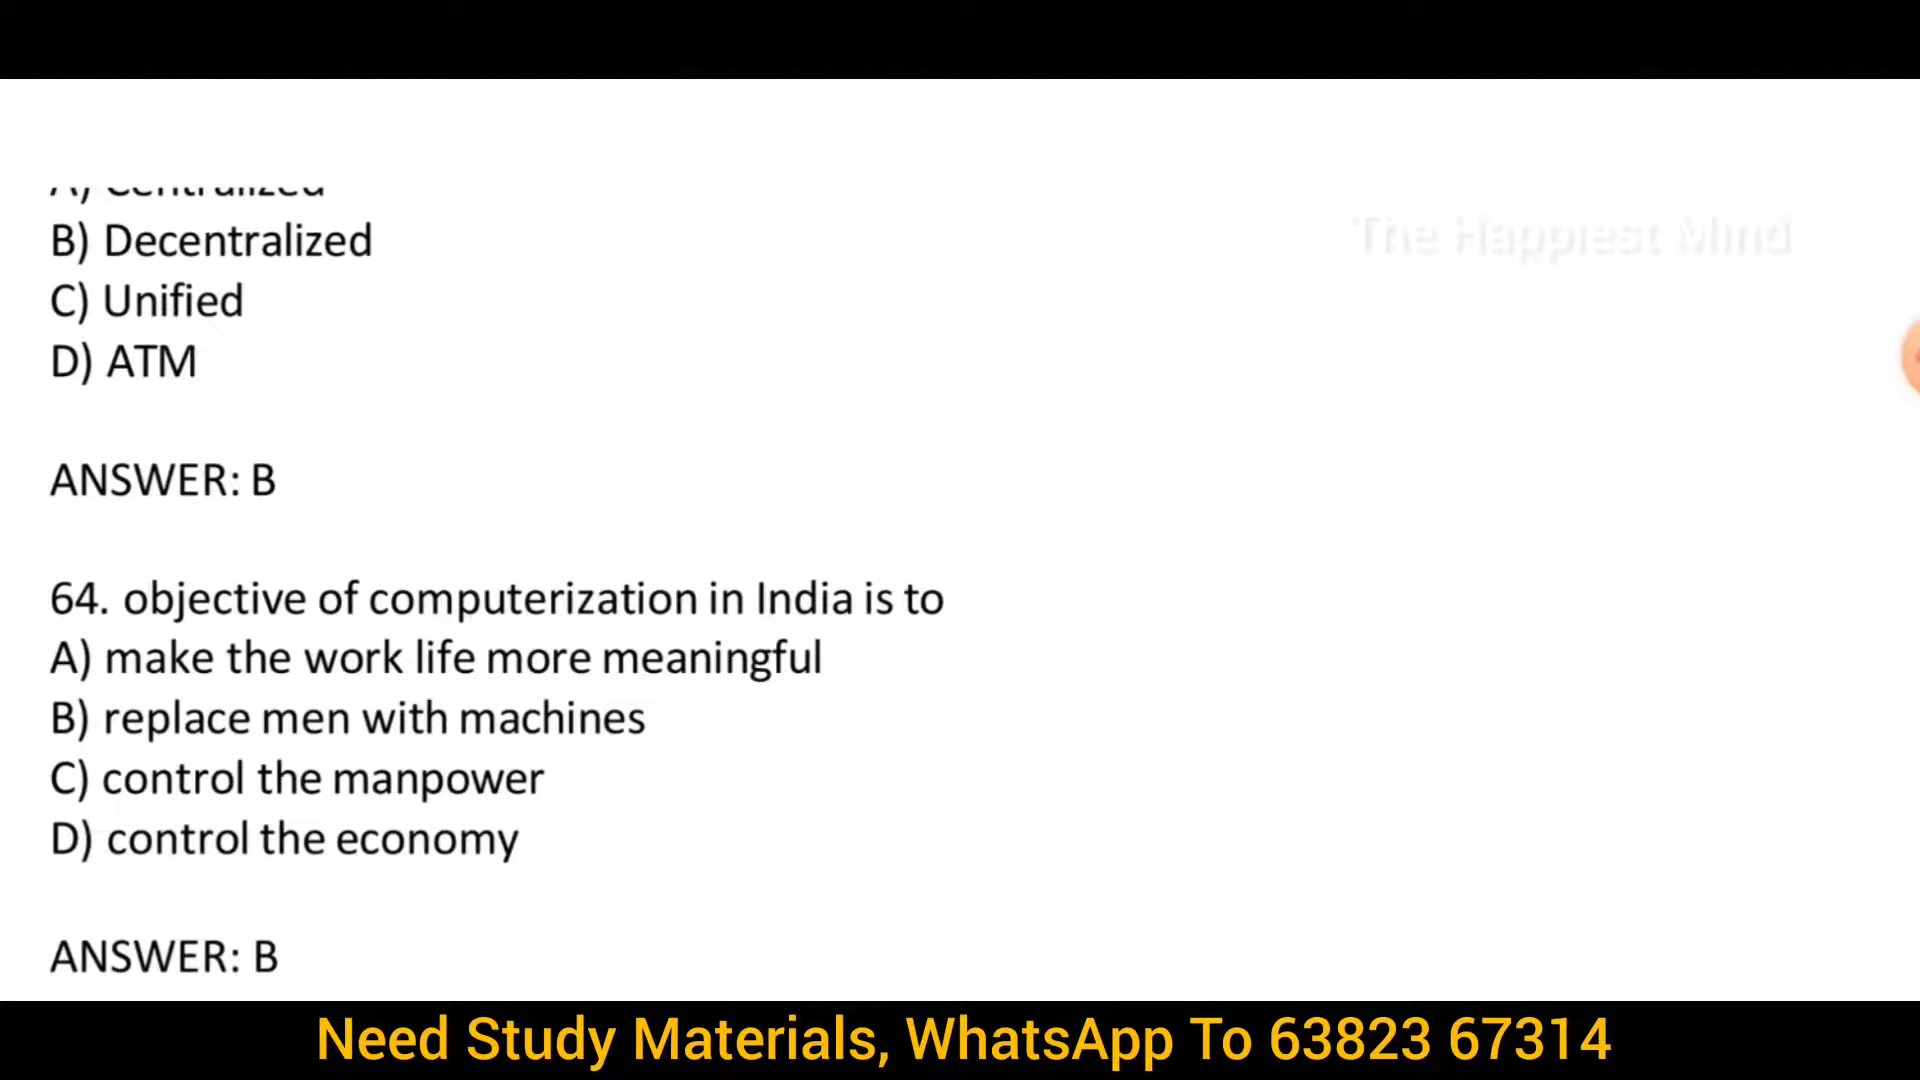 A) Centralized
B) Decentralized
The Happiest Mind
C) Unified
D) ATM
ANSWER: B
64. objective of computerization in India is to
A) make the work life more meaningful
B) replace men with machines
C) control the manpower
D) control the economy
ANSWER: B
Need Study Materials, WhatsApp To 63823 67314